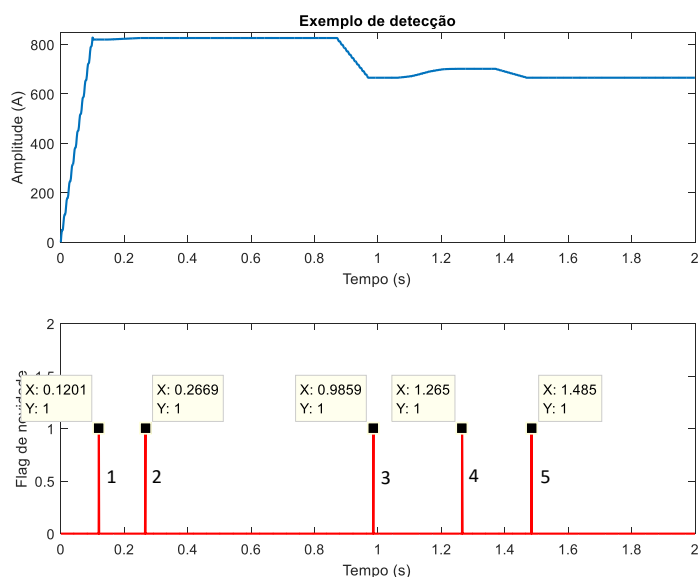 Exemplo de detecção
Amplitude (A)
800
600
400
200
0
0 0.2 0.4 0.6 0.8 1 1.2 1.4 1.6 1.8 2
Tempo (s)
Flag de novidade
2
1
0.5
0
X: 0.1201
Y: 1
X: 0.2669
Y: 1
X: 0.9859
Y: 1
X: 1.265
Y: 1
X: 1.485
Y: 1
1 2 3 4 5
0 0.2 0.4 0.6 0.8 1 1.2 1.4 1.6 1.8 2
Tempo (s)